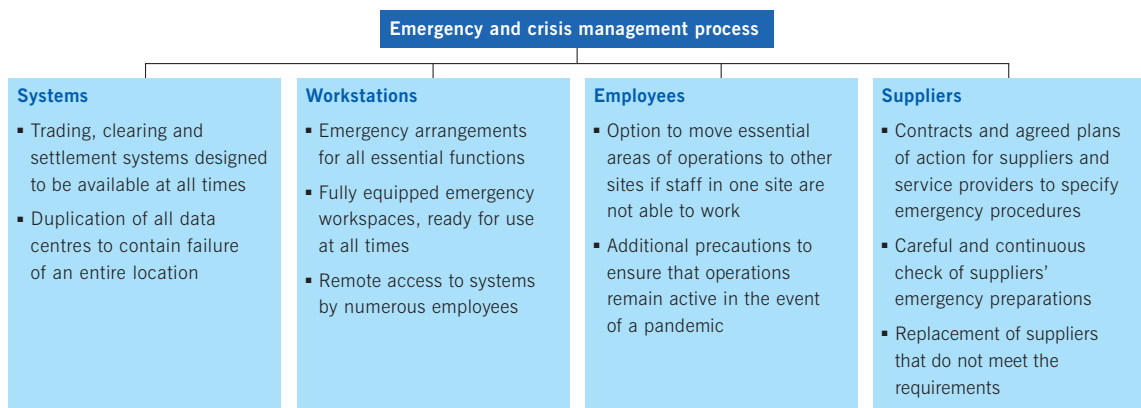 Emergency and crisis management process
Systems
▪ Trading, clearing and
settlement systems designed
to be available at all times
▪ Duplication of all data
centres to contain failure
of an entire location
Workstations
▪ Emergency arrangements
for all essential functions
▪ Fully equipped emergency
workspaces, ready for use
at all times
▪ Remote access to systems
by numerous employees
Employees
▪ Option to move essential
areas of operations to other
sites if staff in one site are
not able to work
▪ Additional precautions to
ensure that operations
remain active in the event
of a pandemic
Suppliers
▪ Contracts and agreed plans
of action for suppliers and
service providers to specify
emergency procedures
▪ Careful and continuous
check of suppliers’
emergency preparations
▪ Replacement of suppliers
that do not meet the
requirements